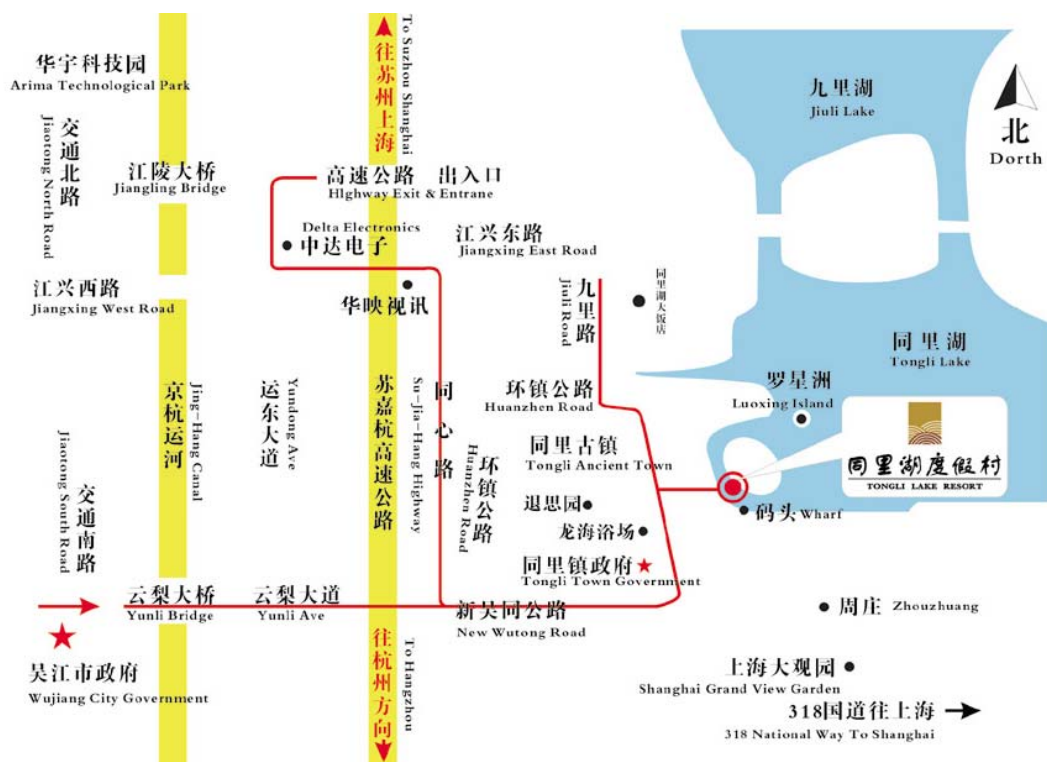 华宇科技园
Arima Technological Park
交通北路
Jiaotong North Road
江陵大桥
Jiangling Bridge
往苏州上海
To Suzhou Shanghai
高速公路 出入口
HIghway Exit & Entrane
Delta Electronics
中达电子
江兴东路
Jiangxing East Road
九里湖
Jiuli Lake
北
Dorth
江兴西路
Jiangxing West Road
华映视讯
九里路
Jiuli Road
同里湖大饭店
同里湖
Tongli Lake
罗星洲
Luoxing Island
京杭运河
Jing-Hang Canal
运东大道
Yundong Ave
苏嘉杭高速公路
Su-Jia-Hang Highway
同心路
环镇公路
Huanzhen Road
环镇公路
Huanzhen Road
同里古镇
Tongli Ancient Town
退思园
龙海浴场
同里镇政府
Tongli Town Government
同里湖度假村
TONGLI LAKE RESORT
码头 Wharf
交通南路
Jiaotong South Road
云梨大桥
Yunli Bridge
云梨大道
Yunli Ave
新吴同公路
New Wutong Road
周庄 Zhouzhuang
吴江市政府
Wujiang City Government
往杭州方向
To Hangzhou
上海大观园
Shanghai Grand View Garden
318国道往上海
318 National Way To Shanghai